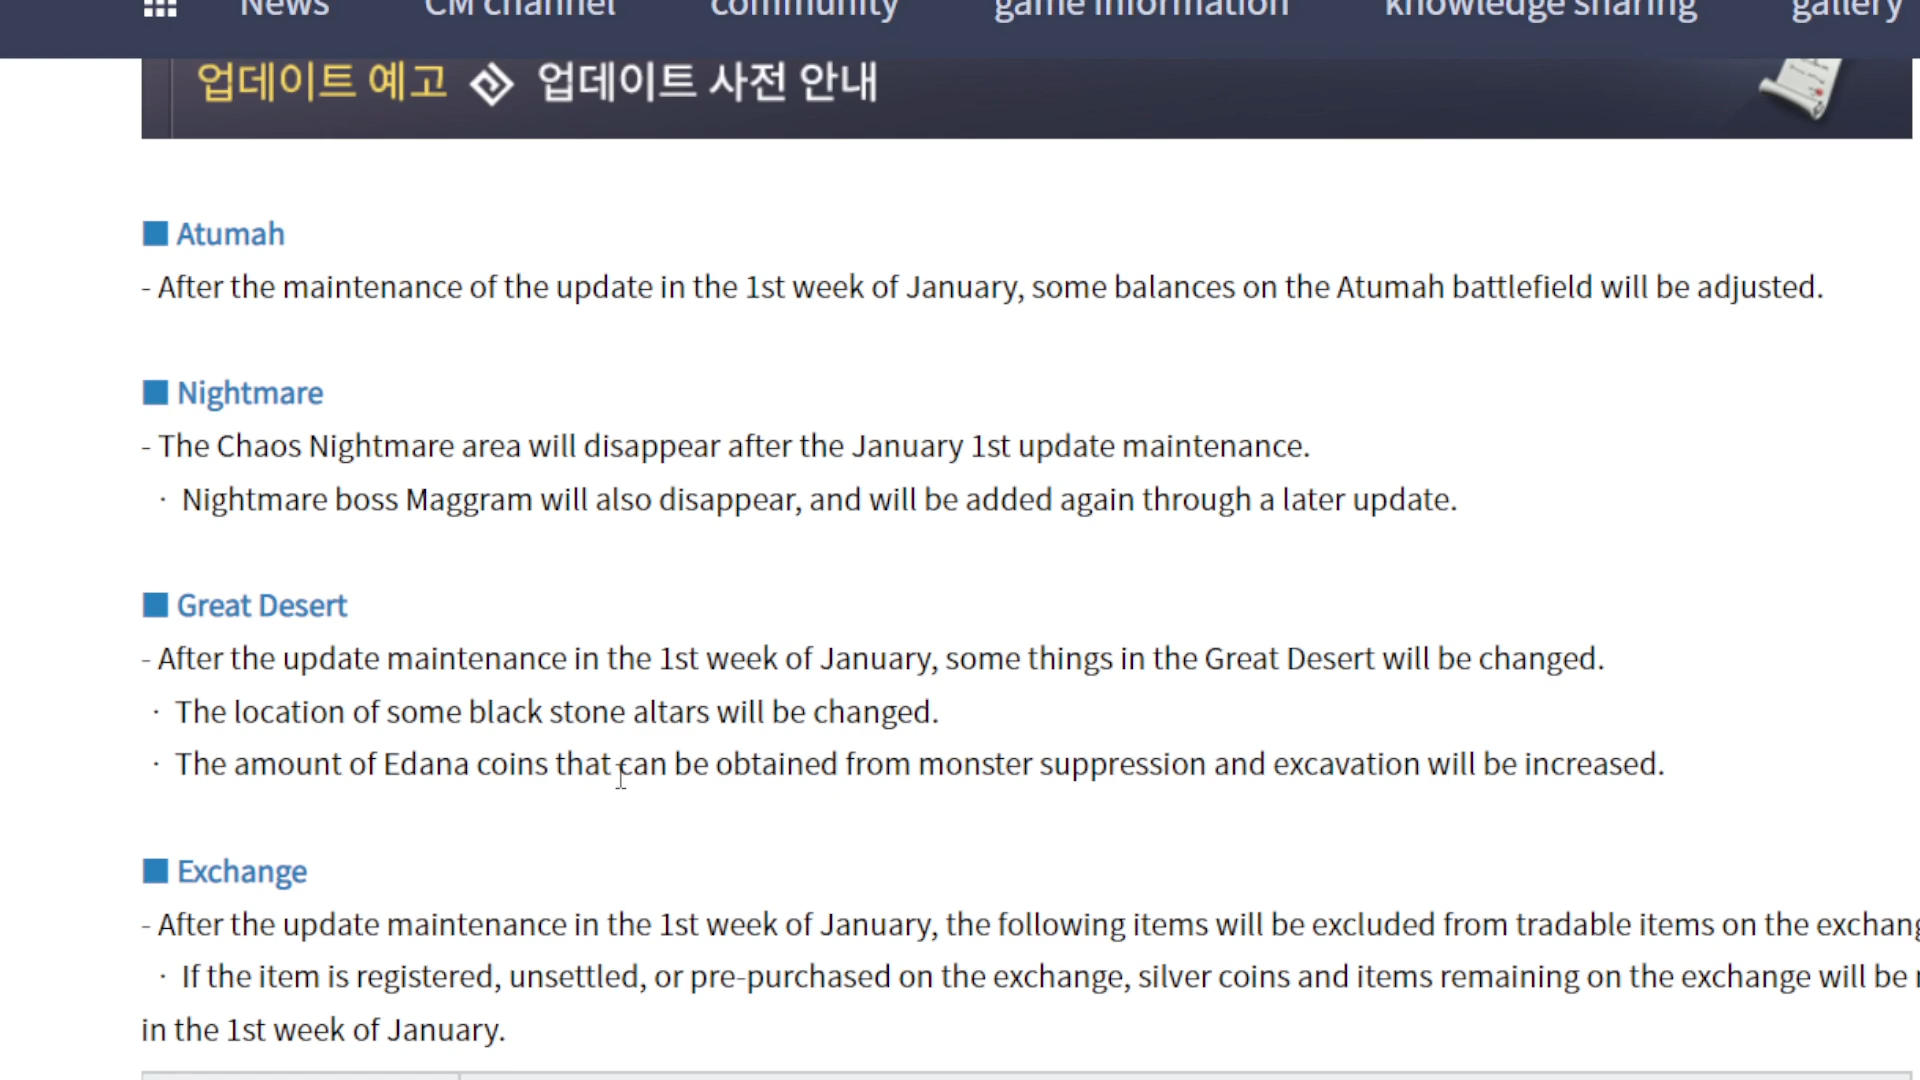 News CM channel community game information knowledge sharing gallery
업데이트 예고 업데이트 사전 안내
Atumah
- After the maintenance of the update in the 1st week of January, some balances on the Atumah battlefield will be adjusted.
Nightmare
- The Chaos Nightmare area will disappear after the January 1st update maintenance.
· Nightmare boss Maggram will also disappear, and will be added again through a later update.
Great Desert
- After the update maintenance in the 1st week of January, some things in the Great Desert will be changed.
· The location of some black stone altars will be changed.
· The amount of Edana coins that can be obtained from monster suppression and excavation will be increased.
Exchange
- After the update maintenance in the 1st week of January, the following items will be excluded from tradable items on the exchang
· If the item is registered, unsettled, or pre-purchased on the exchange, silver coins and items remaining on the exchange will be
in the 1st week of January.